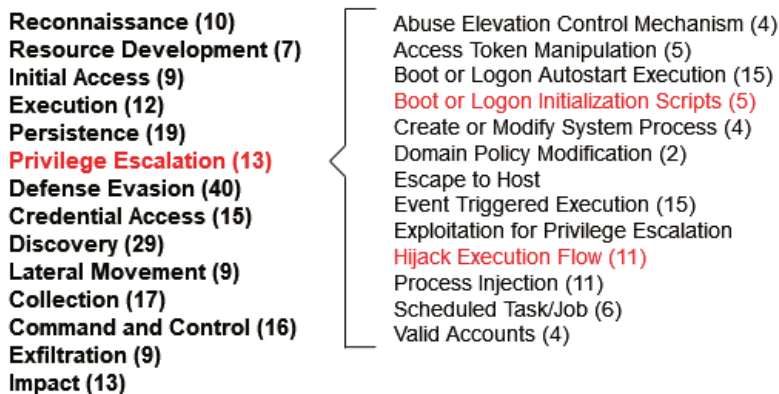 Reconnaissance (10)
Resource Development (7)
Initial Access (9)
Execution (12)
Persistence (19)
Privilege Escalation (13)
Defense Evasion (40)
Credential Access (15)
Discovery (29)
Lateral Movement (9)
Collection (17)
Command and Control (16)
Exfiltration (9)
Impact (13)
Abuse Elevation Control Mechanism (4)
Access Token Manipulation (5)
Boot or Logon Autostart Execution (15)
Boot or Logon Initialization Scripts (5)
Create or Modify System Process (4)
Domain Policy Modification (2)
Escape to Host
Event Triggered Execution (15)
Exploitation for Privilege Escalation
Hijack Execution Flow (11)
Process Injection (11)
Scheduled Task/Job (6)
Valid Accounts (4)